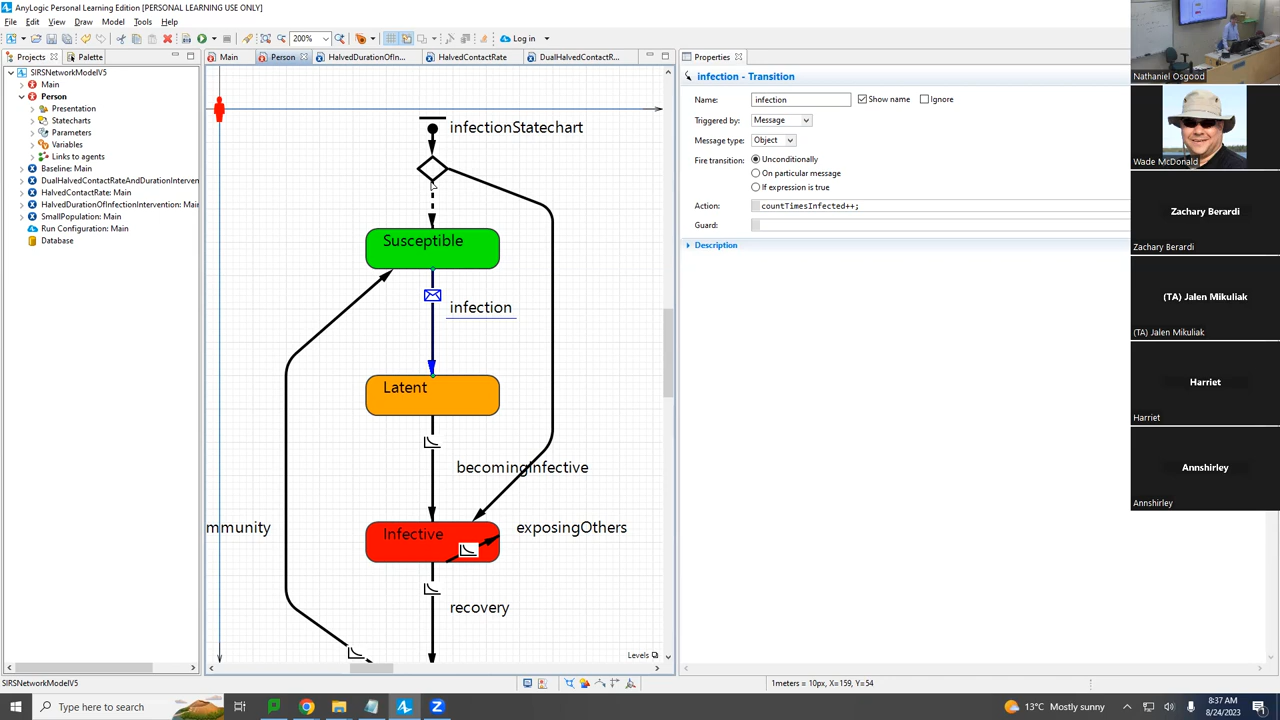 AnyLogic Personal Learning Edition [PERSONAL LEARNING USE ONLY]
File Edit View Draw Model Tools Help
200% Log in
Projects Palette
SIRSNetworkModelV5
Main
Person
Presentation
Statecharts
Parameters
Variables
Links to agents
Baseline: Main
DualHalvedContactRateAndDurationInterven
HalvedContactRate: Main
HalvedDurationOfInfectionIntervention: Main
SmallPopulation: Main
Run Configuration: Main
Database
Main Person HalvedDurationOfIn... HalvedContactRate DualHalvedContactR...
infectionStatechart
Susceptible
infection
Latent
becomingInfective
mmunity
Infective
exposingOthers
recovery
Levels
Properties
infection - Transition
Name: infection Show name Ignore
Triggered by: Message
Message type: Object
Fire transition: Unconditionally
On particular message
If expression is true
Action: countTimesInfected++;
Guard:
Description
Nathaniel Osgood
Wade McDonald
Zachary Berardi
Zachary Berardi
(TA) Jalen Mikuliak
(TA) Jalen Mikuliak
Harriet
Harriet
Annshirley
Annshirley
SIRSNetworkModelV5
1meters = 10px, X=159, Y=54
Type here to search
13°C Mostly sunny
8:37 AM
8/24/2023